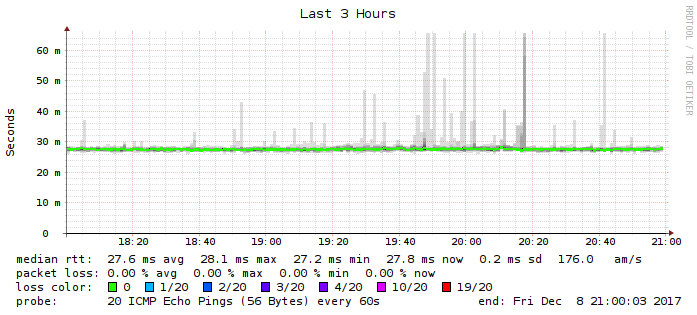 Last 3 Hours
RRDTOOL / TOBI OETIKER
Seconds
60 m
50 m
40 m
30 m
20 m
10 m
0
18:20 18:40 19:00 19:20 19:40 20:00 20:20 20:40 21:00
median rtt: 27.6 ms avg 28.1 ms max 27.2 ms min 27.8 ms now 0.2 ms sd 176.0 am/s
packet loss: 0.00 % avg 0.00 % max 0.00 % min 0.00 % now
loss color: 0 1/20 2/20 3/20 4/20 10/20 19/20
probe: 20 ICMP Echo Pings (56 Bytes) every 60s end: Fri Dec 8 21:00:03 2017